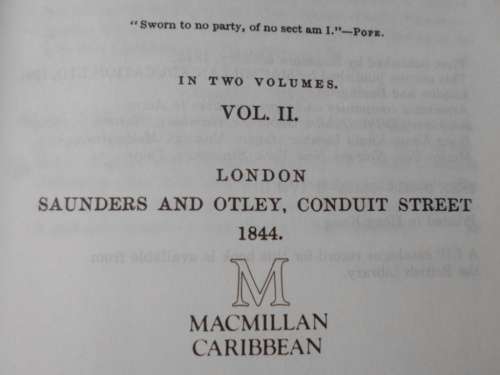 "Sworn to no party, of no sect am I."—POPE.
IN TWO VOLUMES.
VOL. II.
LONDON
SAUNDERS AND OTLEY, CONDUIT STREET
1844.
M
MACMILLAN
CARIBBEAN